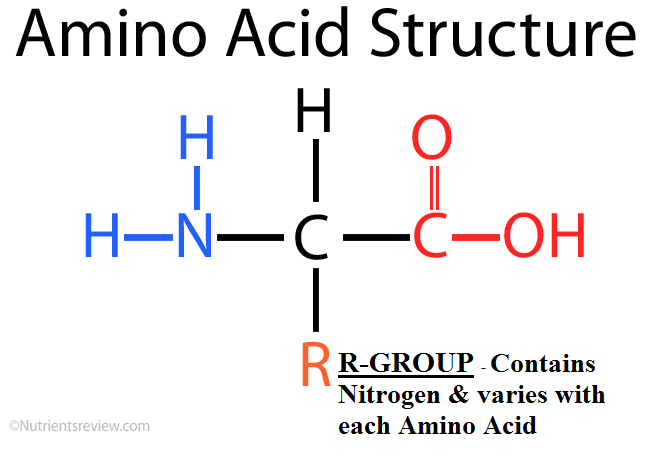 Amino Acid Structure
H
H
O
H—N—C—C—OH
R
R-GROUP - Contains
Nitrogen & varies with
each Amino Acid
©Nutrientsreview.com